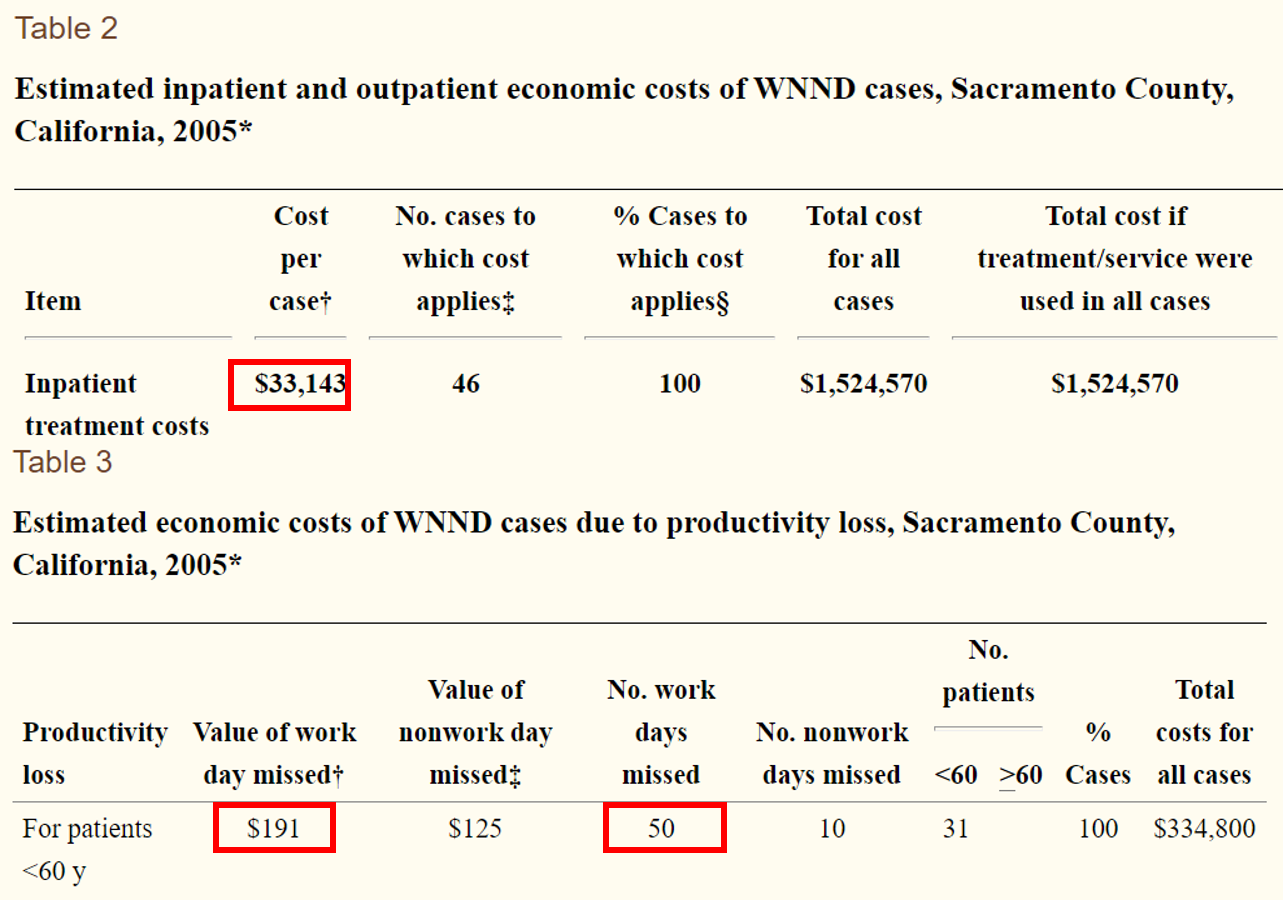 Table 2
Estimated inpatient and outpatient economic costs of WNND cases, Sacramento County,
California, 2005*
Cost No. cases to % Cases to Total cost Total cost if
per which cost which cost for all treatment/service were
Item case† applies‡ applies§ cases used in all cases
Inpatient $33,143 46 100 $1,524,570 $1,524,570
treatment costs
Table 3
Estimated economic costs of WNND cases due to productivity loss, Sacramento County,
California, 2005*
No.
Value of No. work patients Total
Productivity Value of work nonwork day days No. nonwork % costs for
loss day missed† missed‡ missed days missed <60 >60 Cases all cases
For patients $191 $125 50 10 31 100 $334,800
<60 y